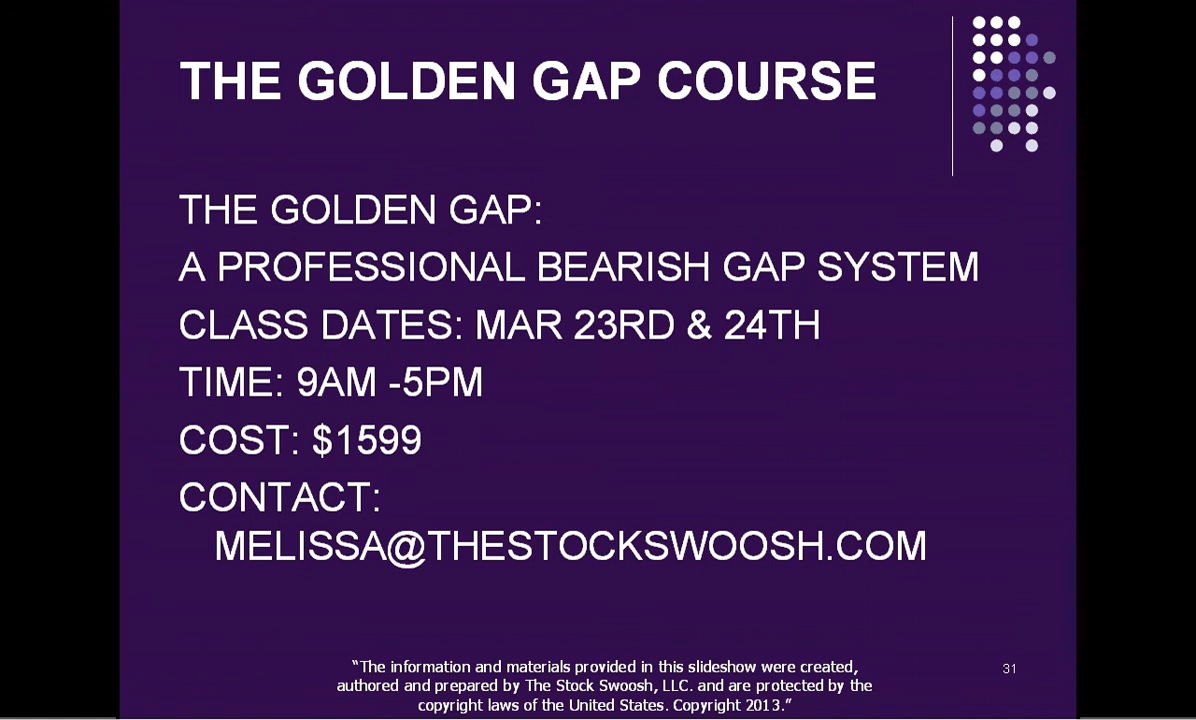 THE GOLDEN GAP COURSE
THE GOLDEN GAP:
A PROFESSIONAL BEARISH GAP SYSTEM
CLASS DATES: MAR 23RD & 24TH
TIME: 9AM -5PM
COST: $1599
CONTACT:
MELISSA@THESTOCKSWOOSH.COM
“The information and materials provided in this slideshow were created,
authored and prepared by The Stock Swoosh, LLC. and are protected by the
copyright laws of the United States. Copyright 2013.”
31